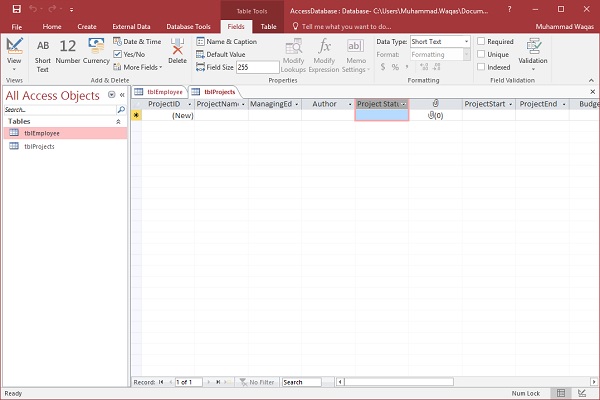 Table Tools
AccessDatabase : Database- C:\Users\Muhammad.Waqas\Docum...
?
File Home Create External Data Database Tools Fields Table Tell me what you want to do... Muhammad Waqas
View
AB Short Text
12 Number
Currency
Date & Time
Yes/No
More Fields
Delete
Name & Caption
Default Value
Field Size 255
Modify Lookups
Modify Expression
Memo Settings
Data Type: Short Text
Format: Formatting
$ % ,
Required
Unique
Indexed
Validation
Views Add & Delete Properties Formatting Field Validation
All Access Objects
Search...
Tables
tblEmployee
tblProjects
tblEmployee tblProjects
ProjectID ProjectName ManagingEd Author Project Statu ProjectStart ProjectEnd Budge
(New) (0)
Record: 1 of 1 No Filter Search
Ready Num Lock